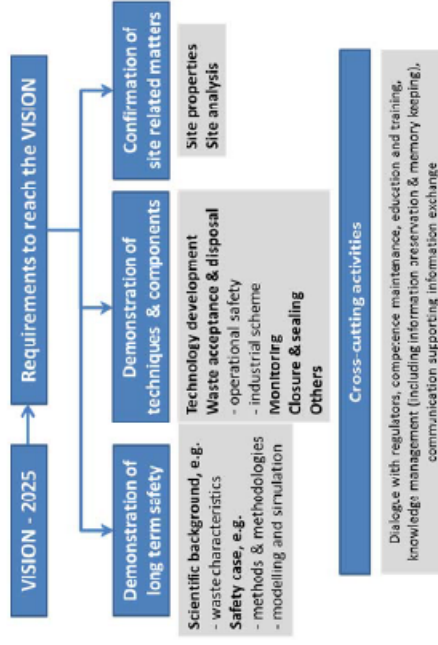 VISION - 2025
Requirements to reach the VISION
Demonstration of
long term safety
Scientific background, e.g.
- waste characteristics
Safety case, e.g.
- methods & methodologies
- modelling and simulation
Demonstration of
techniques & components
Technology development
Waste acceptance & disposal
- operational safety
- industrial scheme
Monitoring
Closure & sealing
Others
Confirmation of
site related matters
Site properties
Site analysis
Cross-cutting activities
Dialogue with regulators, competence maintenance, education and training,
knowledge management (including information preservation & memory keeping),
communication supporting information exchange